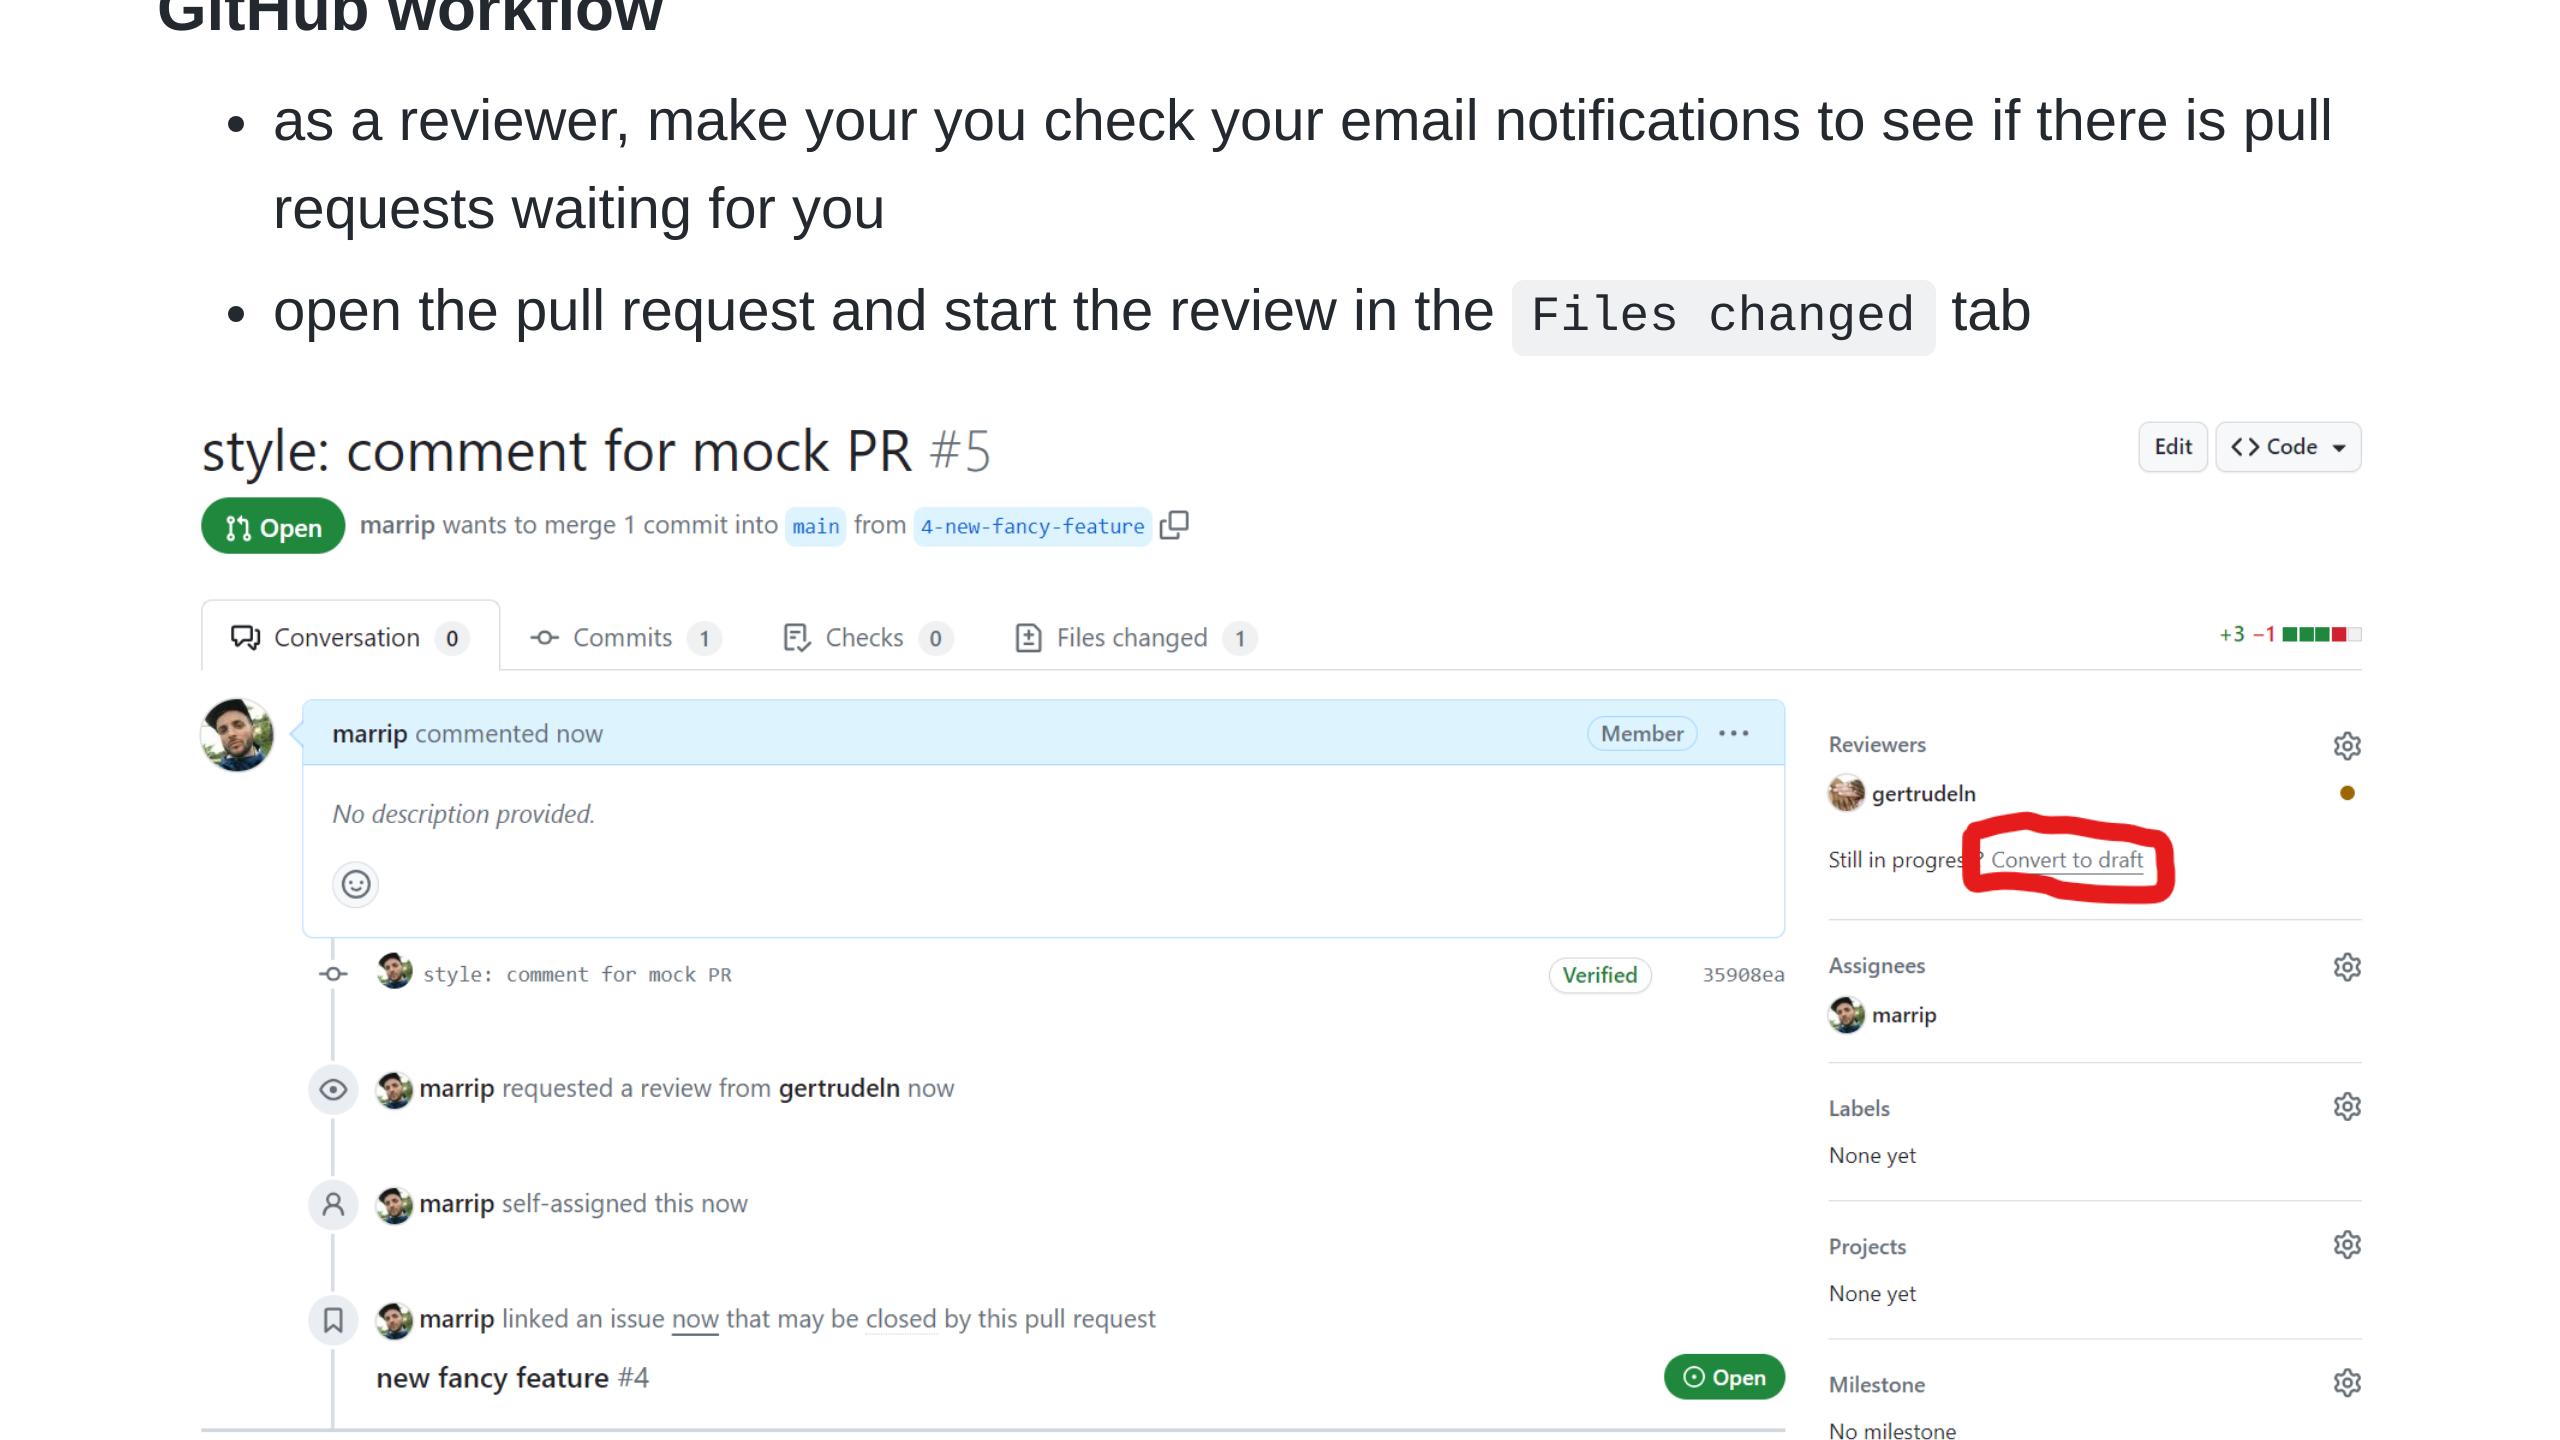 GitHub workflow
as a reviewer, make your you check your email notifications to see if there is pull
requests waiting for you
open the pull request and start the review in the Files changed tab
style: comment for mock PR #5
Edit
Code
Open
marrip wants to merge 1 commit into main from 4-new-fancy-feature
Conversation 0
Commits 1
Checks 0
Files changed 1
+3 −1
marrip commented now
Member
No description provided.
style: comment for mock PR
Verified
35908ea
marrip requested a review from gertrudeln now
marrip self-assigned this now
marrip linked an issue now that may be closed by this pull request
new fancy feature #4
Open
Reviewers
gertrudeln
Still in progress? Convert to draft
Assignees
marrip
Labels
None yet
Projects
None yet
Milestone
No milestone